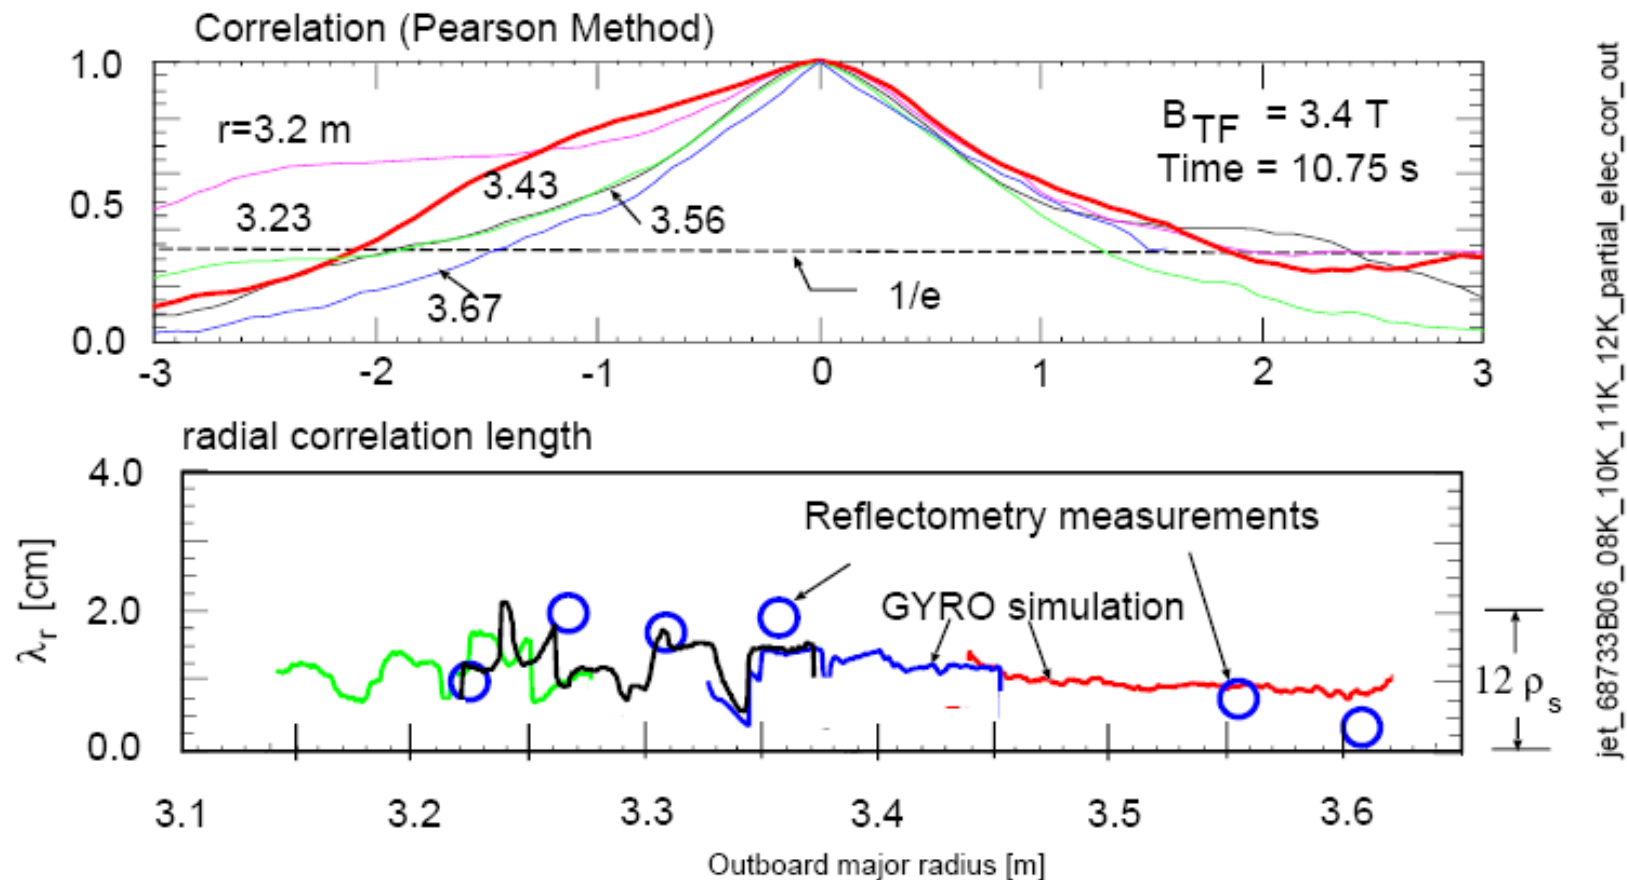 Correlation (Pearson Method)
1.0
0.5
0.0
r=3.2 m
3.23
3.43
3.56
3.67
1/e
B_TF = 3.4 T
Time = 10.75 s
-3 -2 -1 0 1 2 3
radial correlation length
4.0
2.0
0.0
λr [cm]
Reflectometry measurements
GYRO simulation
12 ρs
3.1 3.2 3.3 3.4 3.5 3.6
Outboard major radius [m]
jet_68733B06_08K_10K_11K_12K_partial_elec_cor_out